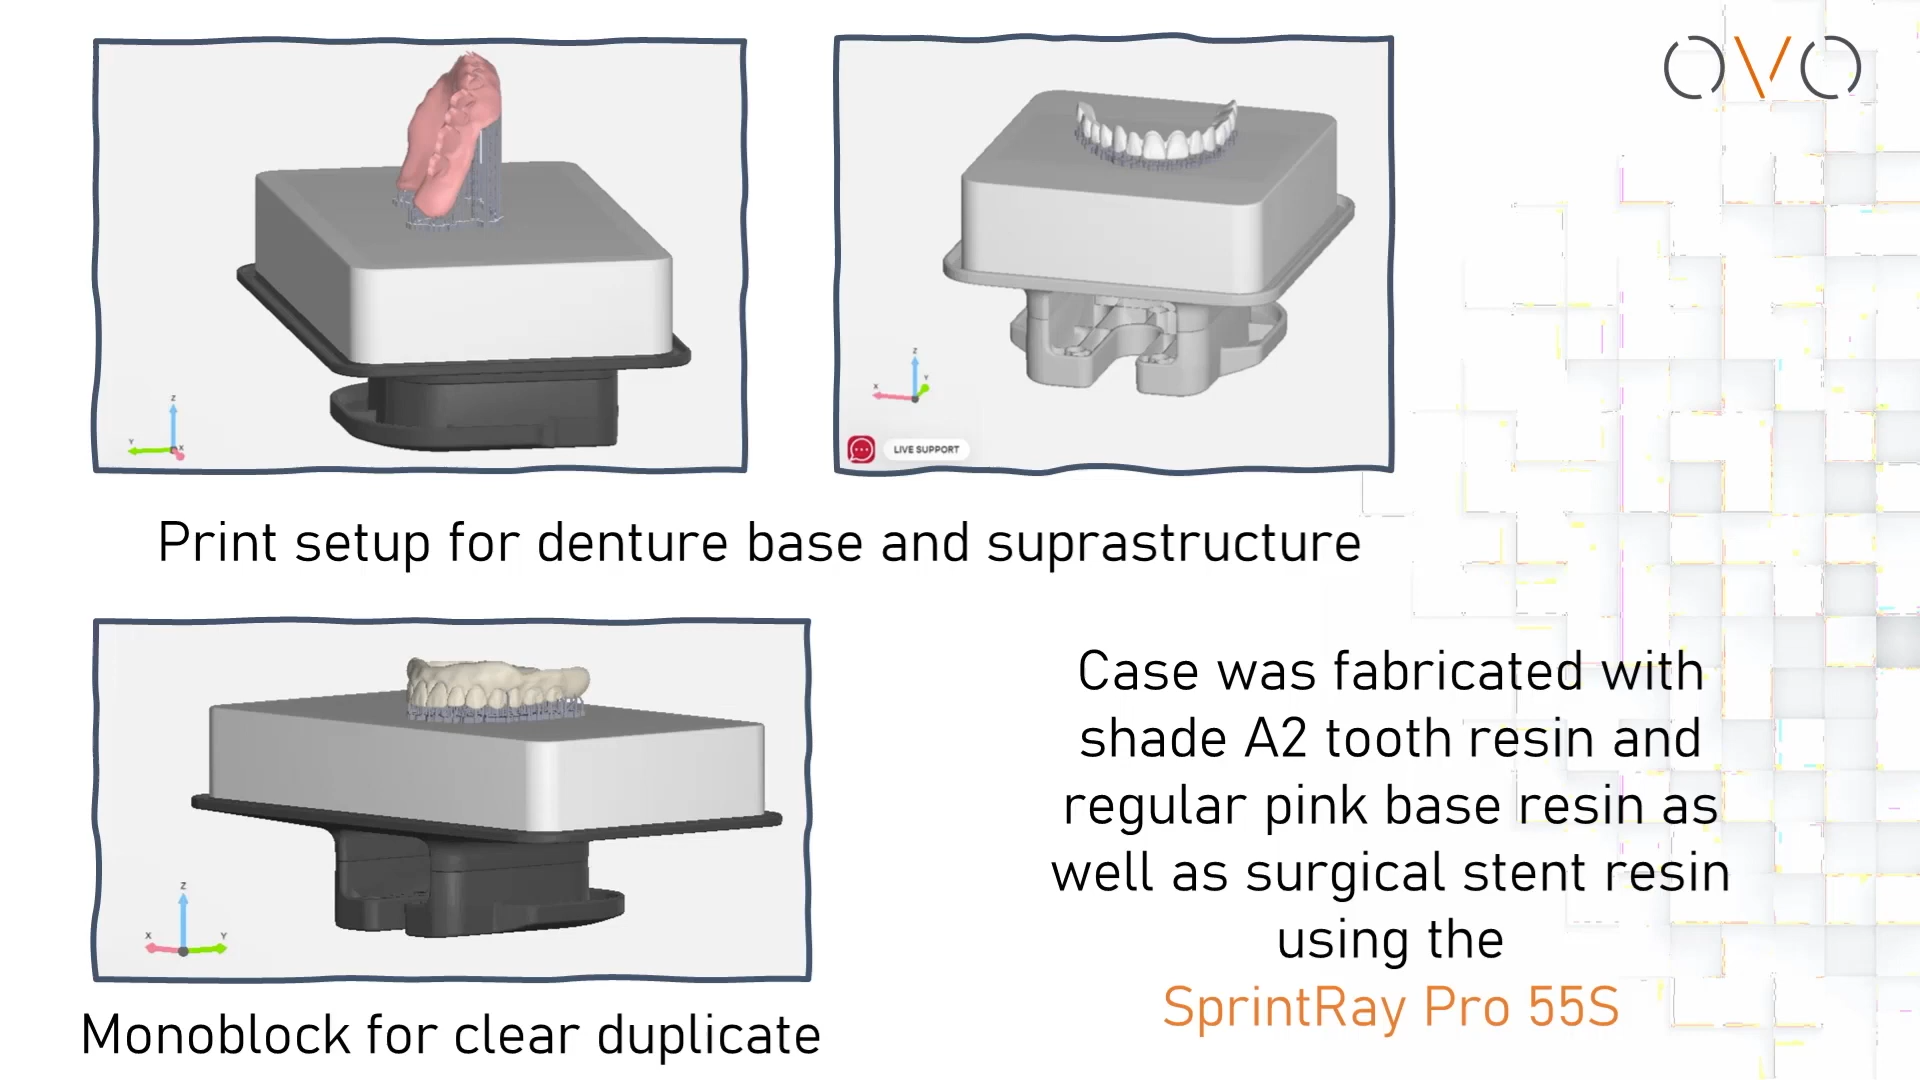 OVO
Z
Y
X
Z
Y
X
LIVE SUPPORT
Print setup for denture base and suprastructure
Z
X
Y
Monoblock for clear duplicate
Case was fabricated with
shade A2 tooth resin and
regular pink base resin as
well as surgical stent resin
using the
SprintRay Pro 55S